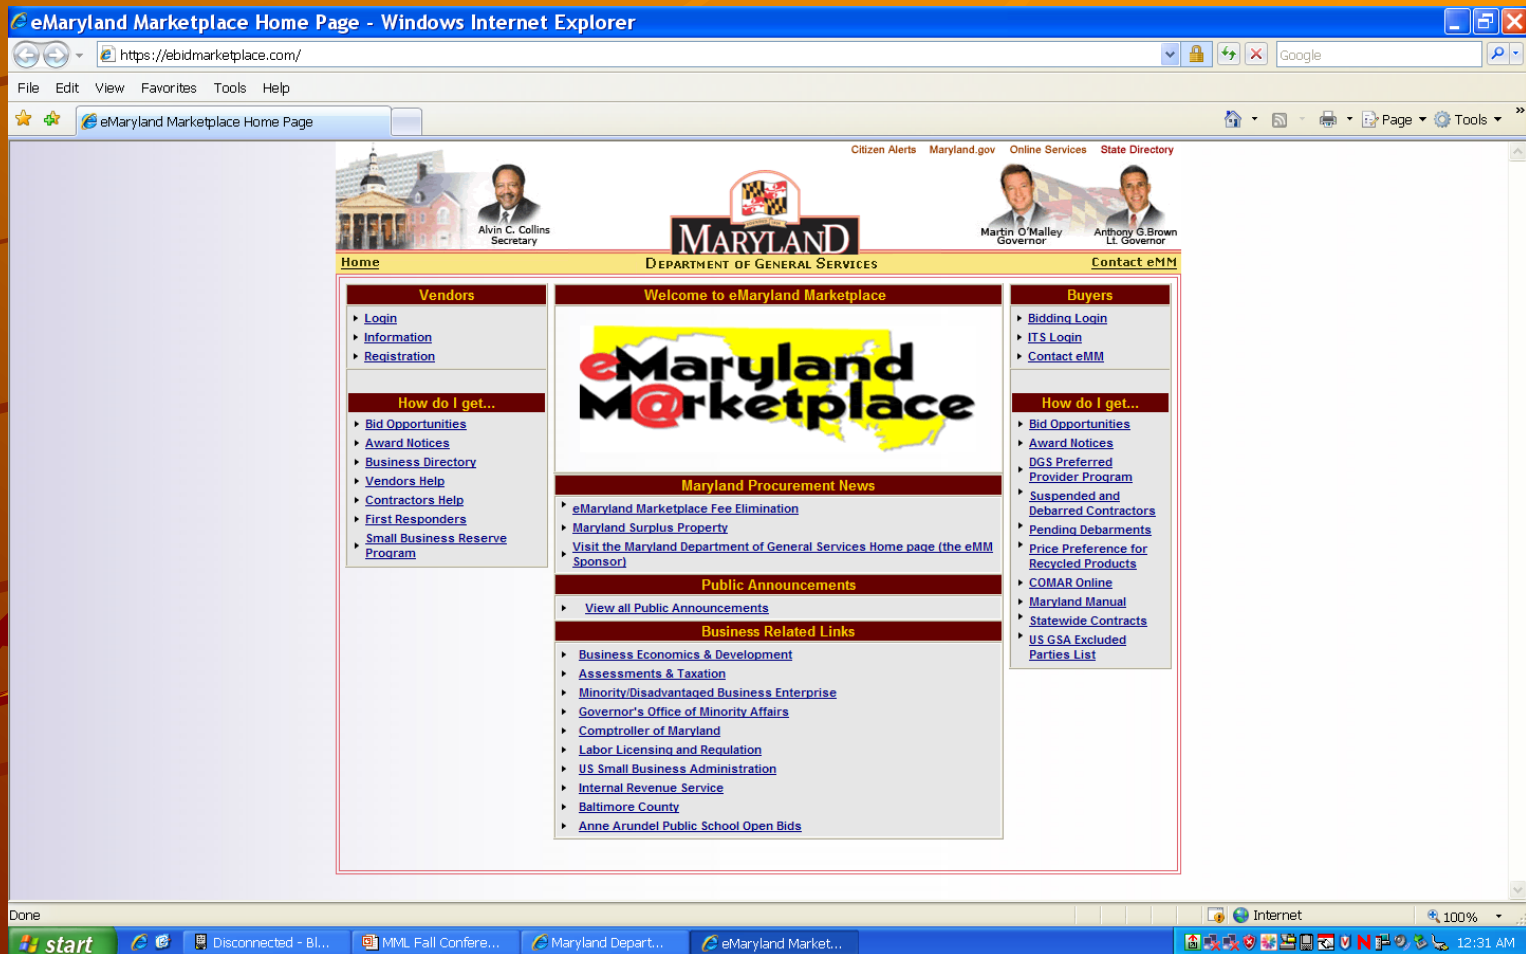 eMaryland Marketplace Home Page - Windows Internet Explorer
https://ebidmarketplace.com/
Google
File Edit View Favorites Tools Help
eMaryland Marketplace Home Page
Page Tools
Citizen Alerts Maryland.gov Online Services State Directory
Alvin C. Collins
Secretary
MARYLAND
Martin O'Malley
Governor
Anthony G.Brown
Lt. Governor
Home
DEPARTMENT OF GENERAL SERVICES
Contact eMM
Vendors
Login
Information
Registration
How do I get...
Bid Opportunities
Award Notices
Business Directory
Vendors Help
Contractors Help
First Responders
Small Business Reserve
Program
Welcome to eMaryland Marketplace
eMaryland
M@rketplace
Maryland Procurement News
eMaryland Marketplace Fee Elimination
Maryland Surplus Property
Visit the Maryland Department of General Services Home page (the eMM
Sponsor)
Public Announcements
View all Public Announcements
Business Related Links
Business Economics & Development
Assessments & Taxation
Minority/Disadvantaged Business Enterprise
Governor's Office of Minority Affairs
Comptroller of Maryland
Labor Licensing and Regulation
US Small Business Administration
Internal Revenue Service
Baltimore County
Anne Arundel Public School Open Bids
Buyers
Bidding Login
ITS Login
Contact eMM
How do I get...
Bid Opportunities
Award Notices
DGS Preferred
Provider Program
Suspended and
Debarred Contractors
Pending Debarments
Price Preference for
Recycled Products
COMAR Online
Maryland Manual
Statewide Contracts
US GSA Excluded
Parties List
Done
Internet
100%
start
Disconnected - Bl...
MML Fall Confere...
Maryland Depart...
eMaryland Market...
12:31 AM